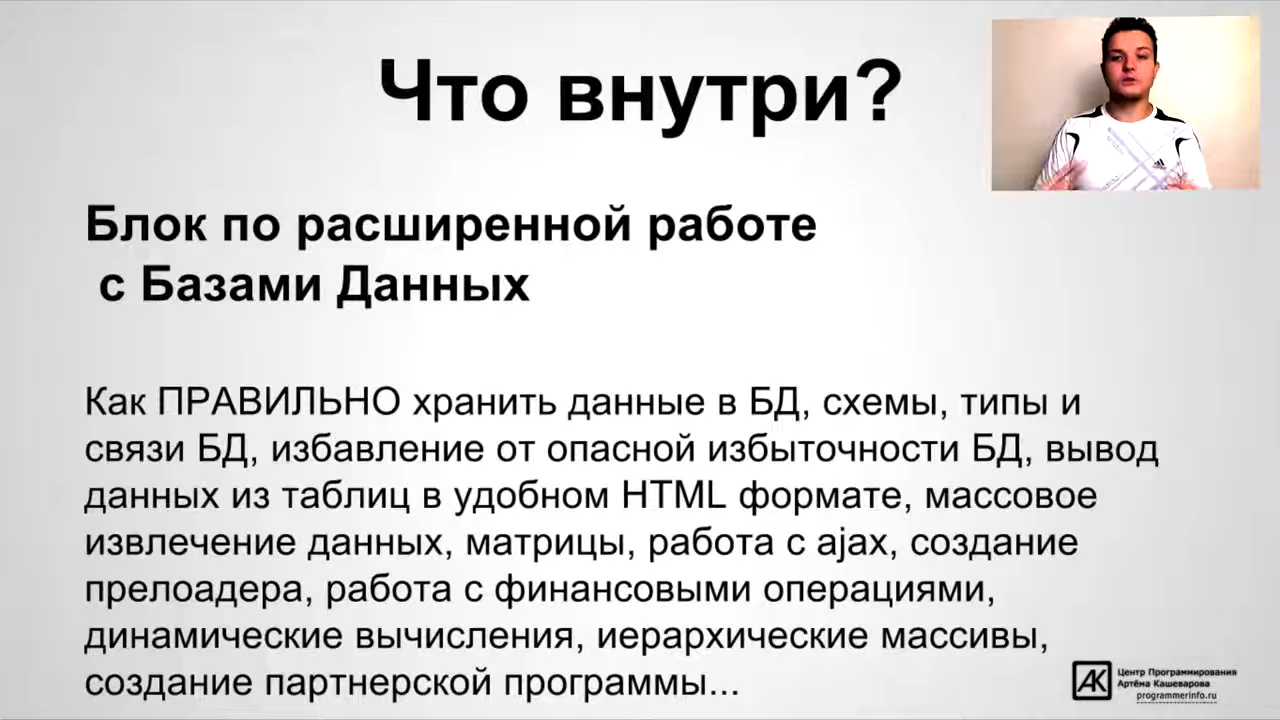 Что внутри?
Блок по расширенной работе
с Базами Данных
Как ПРАВИЛЬНО хранить данные в БД, схемы, типы и
связи БД, избавление от опасной избыточности БД, вывод
данных из таблиц в удобном HTML формате, массовое
извлечение данных, матрицы, работа с ajax, создание
прелоадера, работа с финансовыми операциями,
динамические вычисления, иерархические массивы,
создание партнерской программы...
АК
Центр Программирования
Артёма Кашеварова
programmerinfo.ru